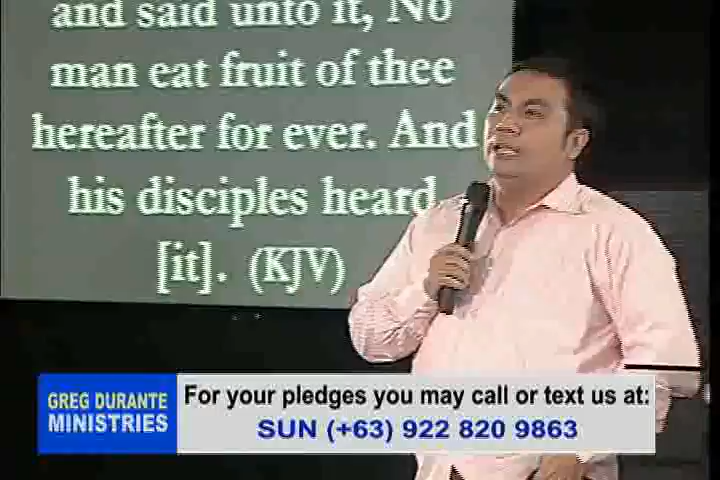 and said unto it, No
man eat fruit of thee
hereafter for ever. And
his disciples heard
[it]. (KJV)
GREG DURANTE
MINISTRIES
For your pledges you may call or text us at:
SUN (+63) 922 820 9863